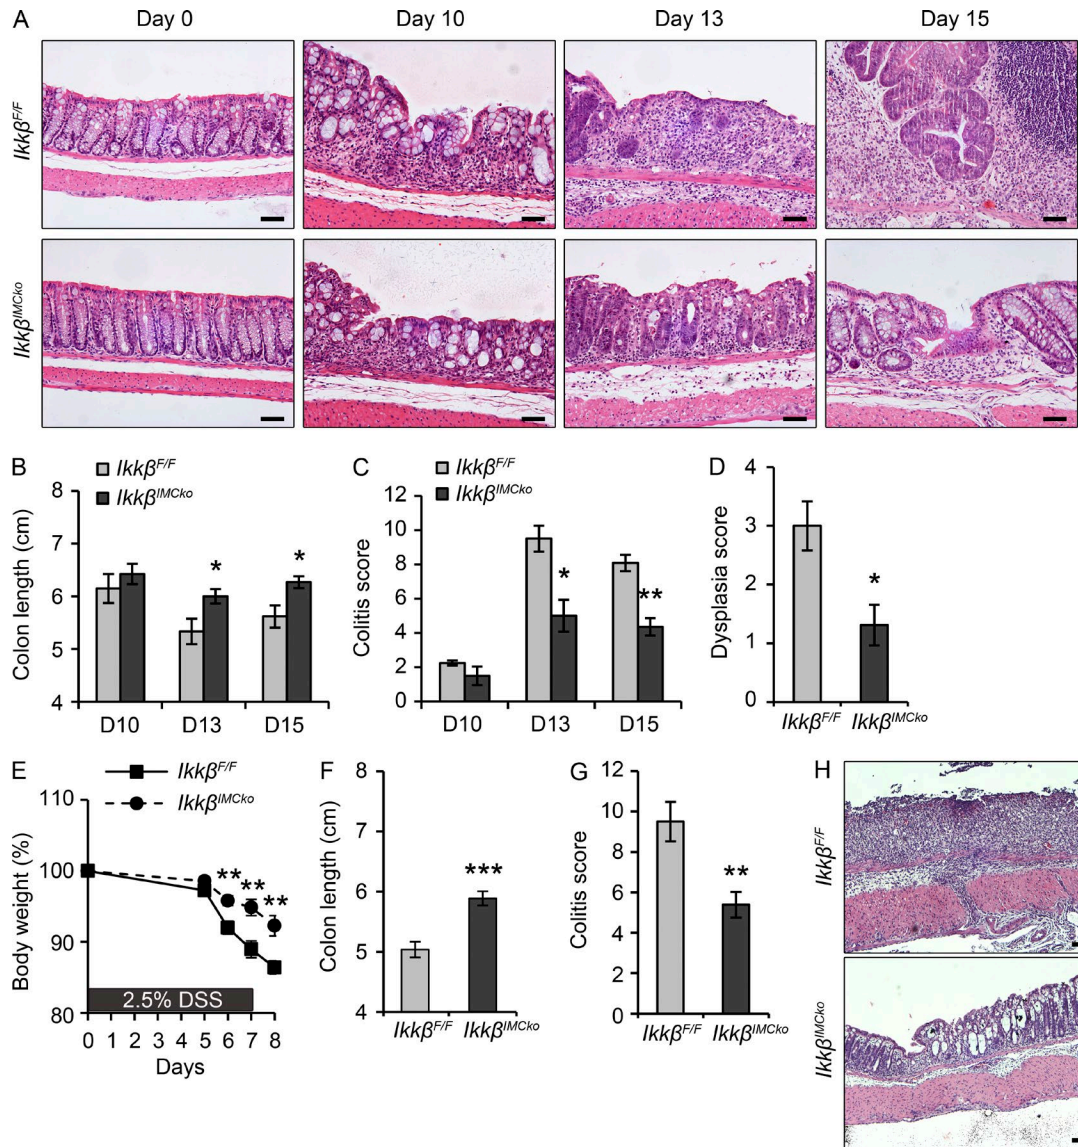 A
Day 0 Day 10 Day 13 Day 15
IkkβF/F
IkkβIMCko
B
IkkβF/F
IkkβIMCko
Colon length (cm)
8
7
6
5
4
*
*
D10 D13 D15
C
IkkβF/F
IkkβIMCko
Colitis score
12
10
8
6
4
2
0
*
**
D10 D13 D15
D
Dysplasia score
4
3
2
1
0
*
IkkβF/F IkkβIMCko
E
IkkβF/F
IkkβIMCko
Body weight (%)
110
100
90
80
** ** **
2.5% DSS
0 1 2 3 4 5 6 7 8
Days
F
Colon length (cm)
8
7
6
5
4
***
IkkβF/F IkkβIMCko
G
Colitis score
12
10
8
6
4
2
0
**
IkkβF/F IkkβIMCko
H
IkkβF/F
IkkβIMCko